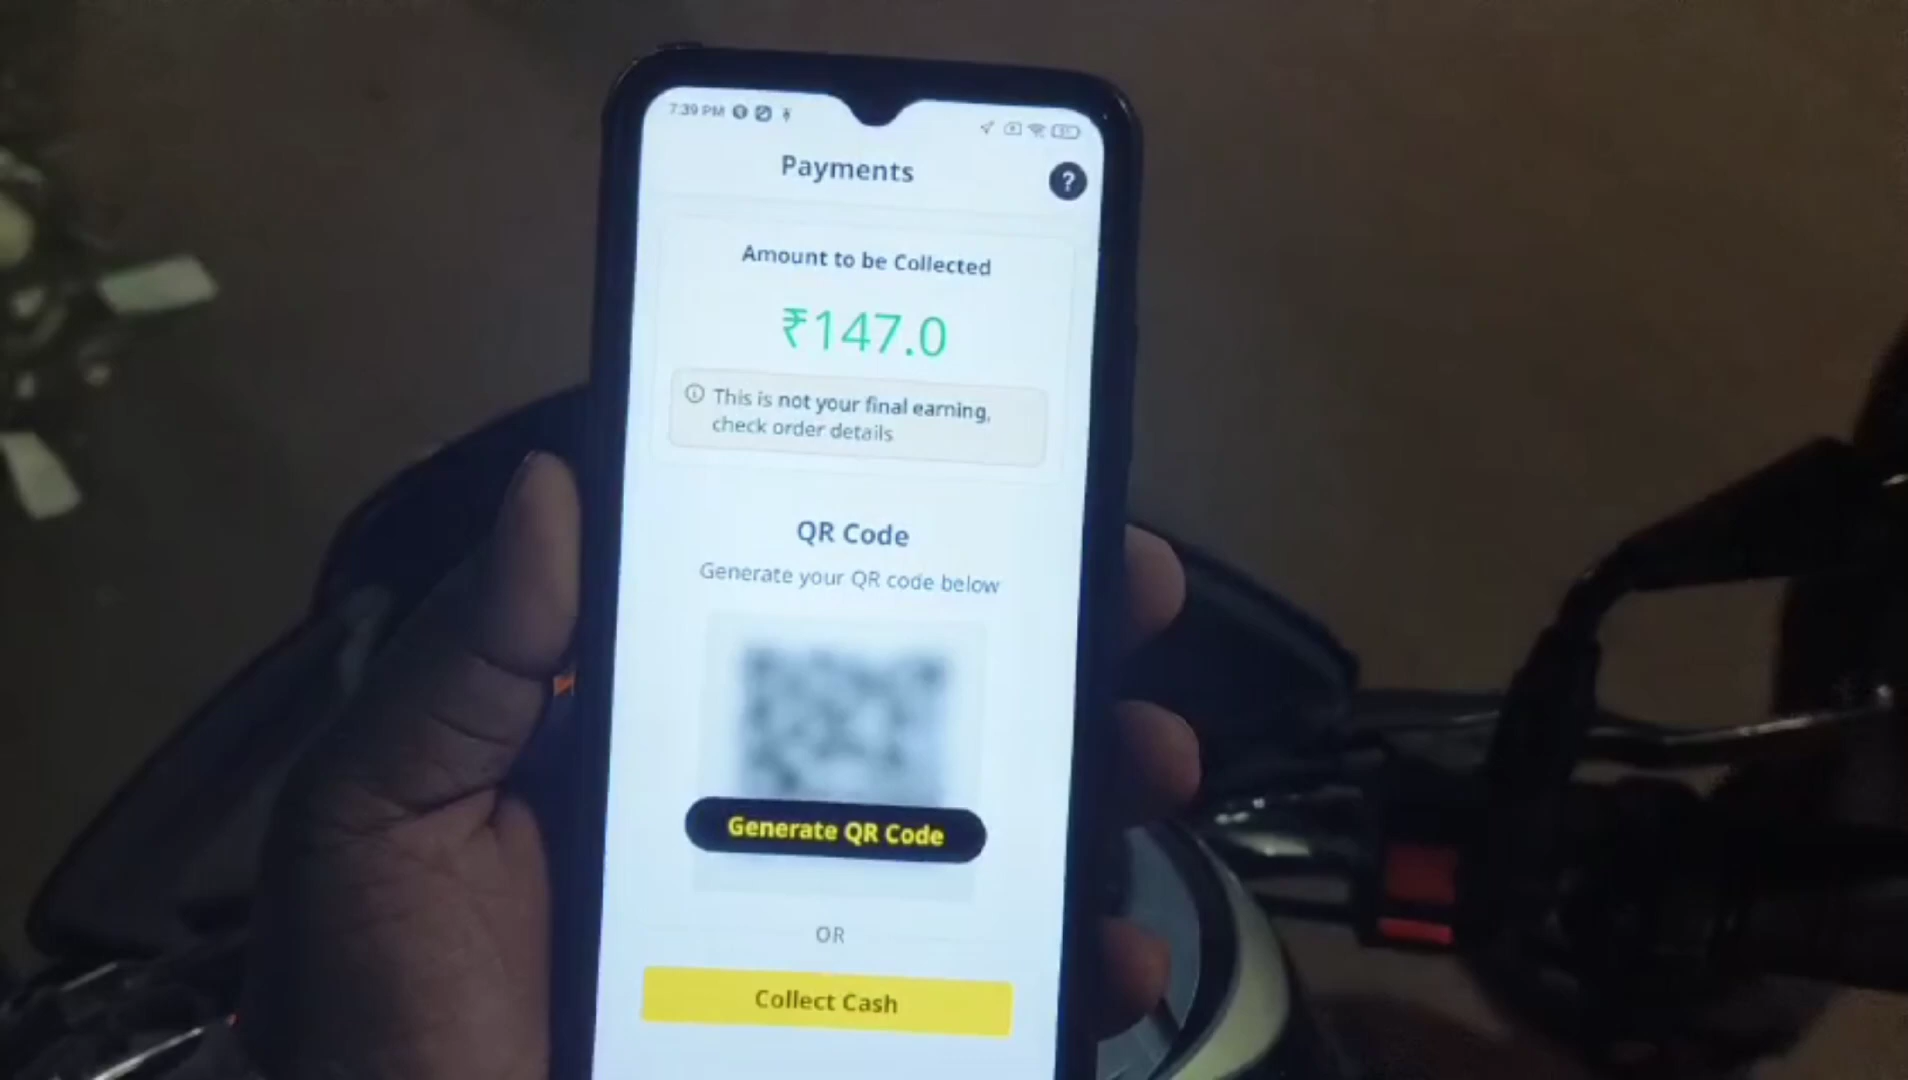 7:39 PM
Payments
?
Amount to be Collected
₹147.0
This is not your final earning,
check order details
QR Code
Generate your QR code below
Generate QR Code
OR
Collect Cash